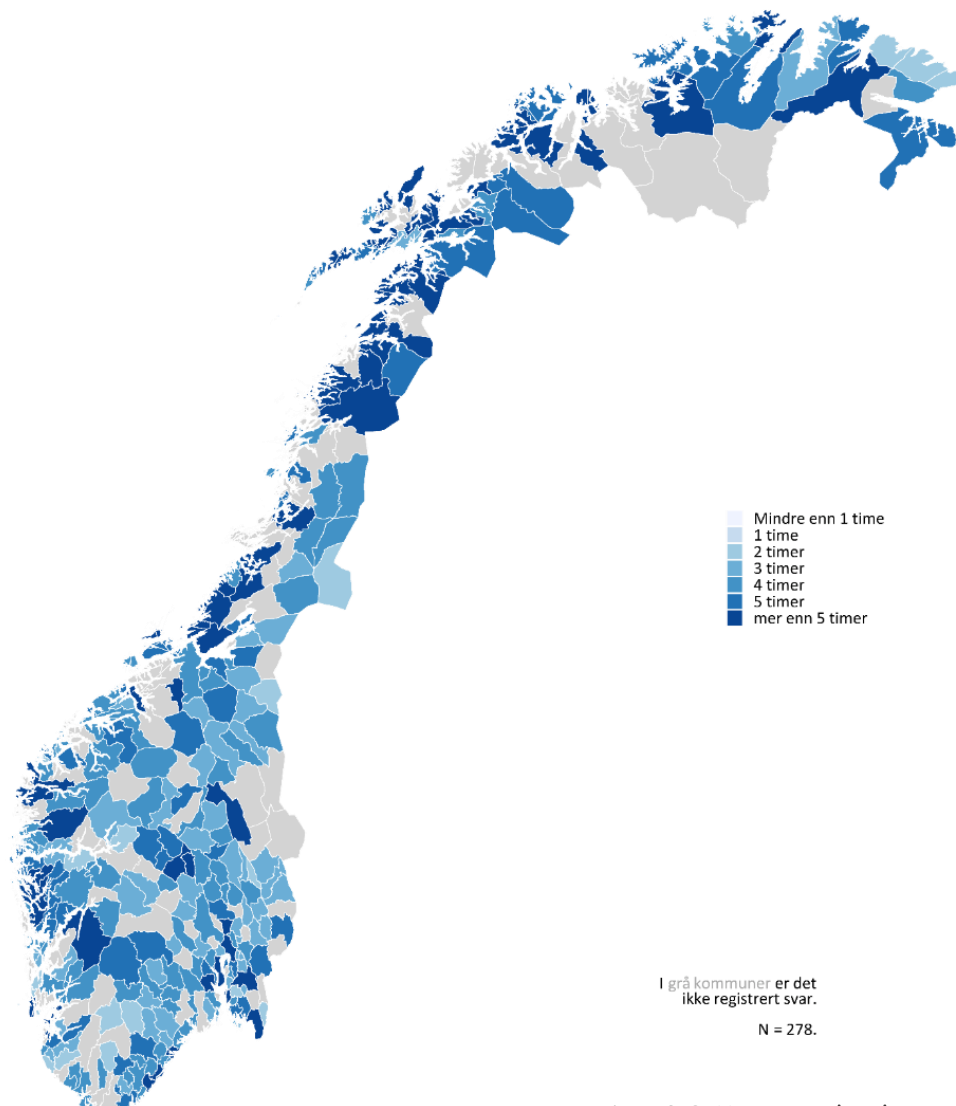 Mindre enn 1 time
1 time
2 timer
3 timer
4 timer
5 timer
mer enn 5 timer
I grå kommuner er det
ikke registrert svar.
N = 278.